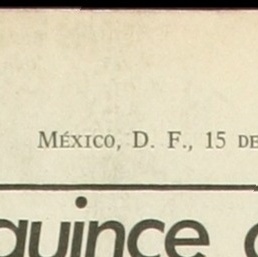 MÉXICO, D. F., 15 DE
quince